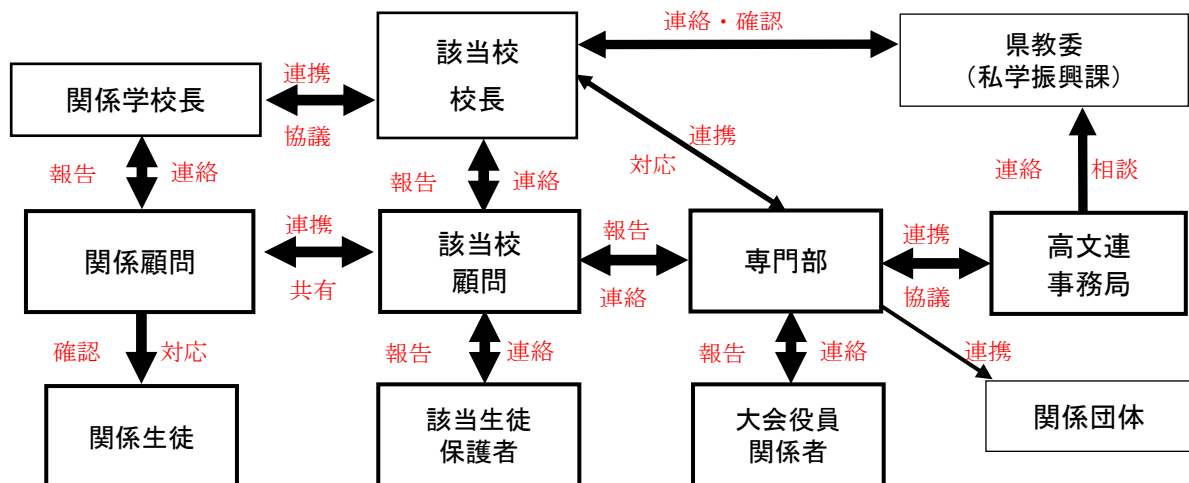 連絡・確認
該当校
校長
県教委
（私学振興課）
関係学校長
連携
協議
連携
対応
報告
連絡
報告
連絡
連絡
相談
関係顧問
連携
共有
該当校
顧問
報告
連絡
専門部
連携
協議
高文連
事務局
確認
対応
報告
連絡
報告
連絡
連携
関係生徒
該当生徒
保護者
大会役員
関係者
関係団体